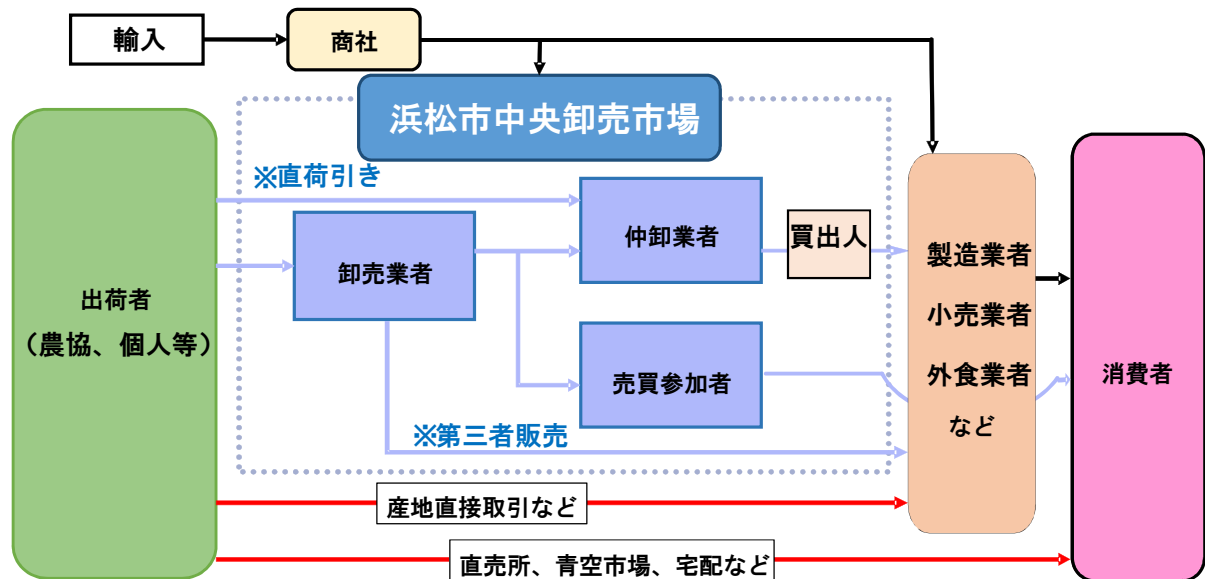 輸入
商社
浜松市中央卸売市場
※直荷引き
仲卸業者
買出人
卸売業者
出荷者
（農協、個人等）
製造業者
小売業者
外食業者
など
消費者
売買参加者
※第三者販売
産地直接取引など
直売所、青空市場、宅配など